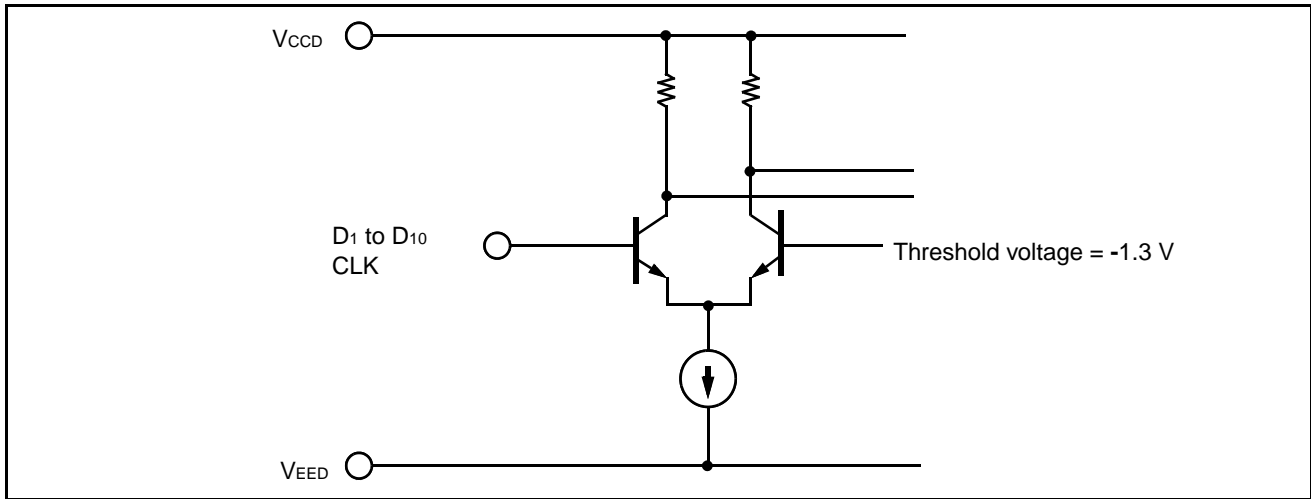 VCCD
D1 to D10
CLK
Threshold voltage = -1.3 V
VEED